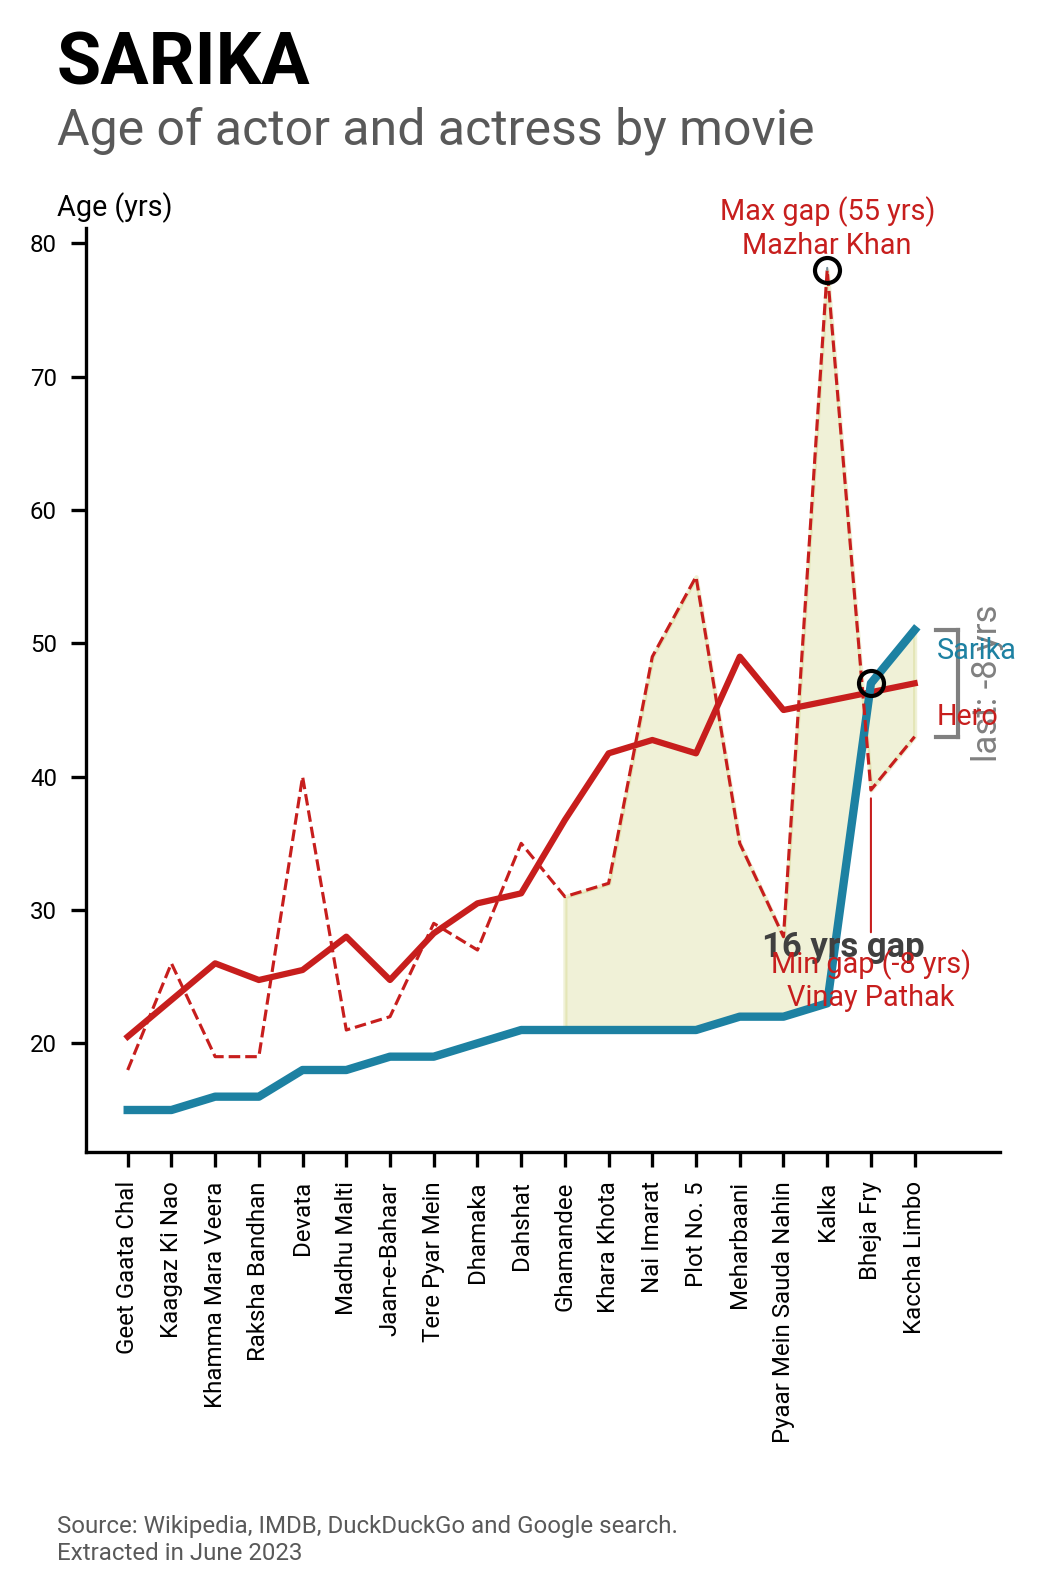 SARIKA
Age of actor and actress by movie
Age (yrs)
Max gap (55 yrs)
Mazhar Khan
80
70
60
50
40
30
20
Sarika
Hero
last: -8 yrs
16 yrs gap
Min gap (-8 yrs)
Vinay Pathak
Geet Gaata Chal
Kaagaz Ki Nao
Khamma Mara Veera
Raksha Bandhan
Devata
Madhu Malti
Jaan-e-Bahaar
Tere Pyar Mein
Dhamaka
Dahshat
Ghamandee
Khara Khota
Nai Imarat
Plot No. 5
Meharbaani
Pyaar Mein Sauda Nahin
Kalka
Bheja Fry
Kaccha Limbo
Source: Wikipedia, IMDB, DuckDuckGo and Google search.
Extracted in June 2023